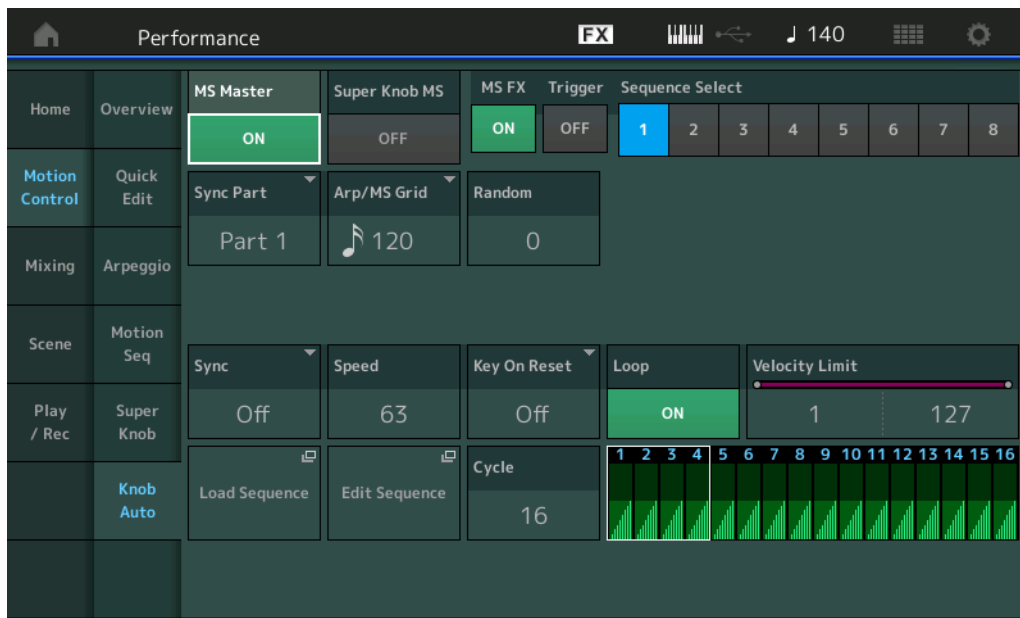 Performance
FX
140
Home
Overview
Motion
Control
Quick
Edit
Mixing
Arpeggio
Scene
Motion
Seq
Play
/ Rec
Super
Knob
Knob
Auto
MS Master
ON
Super Knob MS
OFF
MS FX
ON
Trigger
OFF
Sequence Select
1 2 3 4 5 6 7 8
Sync Part
Part 1
Arp/MS Grid
120
Random
0
Sync
Off
Speed
63
Key On Reset
Off
Loop
ON
Velocity Limit
1 127
Load Sequence
Edit Sequence
Cycle
16
1 2 3 4 5 6 7 8 9 10 11 12 13 14 15 16